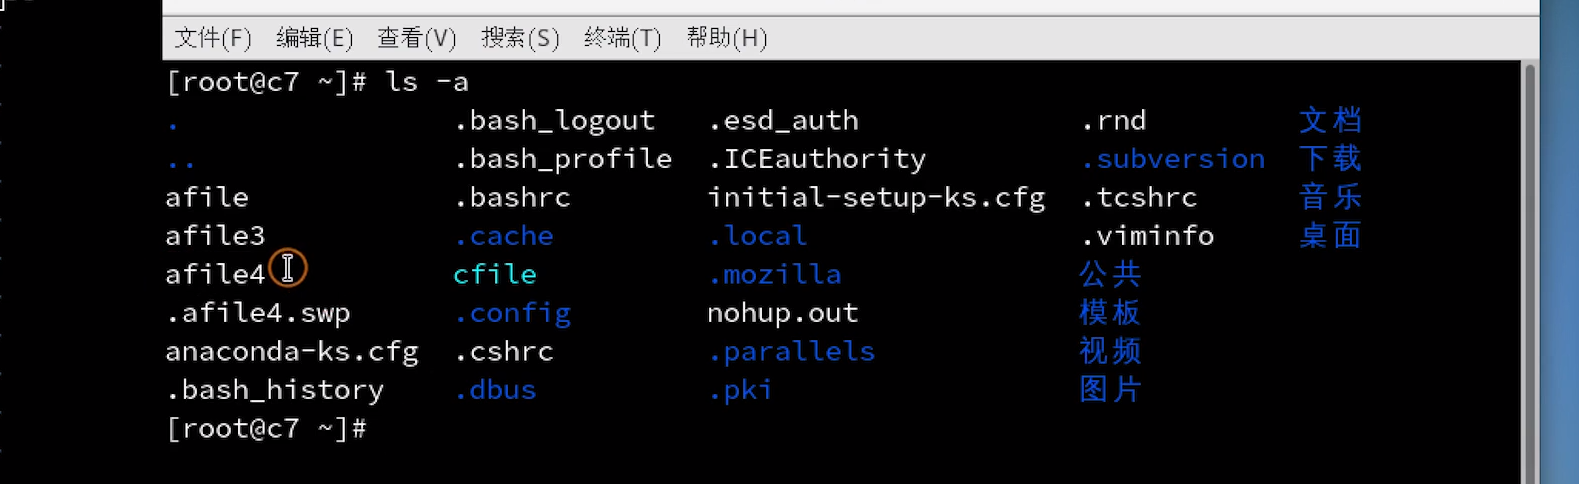 文件(F) 编辑(E) 查看(V) 搜索(S) 终端(T) 帮助(H)
[root@c7 ~]# ls -a
. .bash_logout .esd_auth .rnd 文档
.. .bash_profile .ICEauthority .subversion 下载
afile .bashrc initial-setup-ks.cfg .tcshrc 音乐
afile3 .cache .local .viminfo 桌面
afile4 cfile .mozilla 公共
.afile4.swp .config nohup.out 模板
anaconda-ks.cfg .cshrc .parallels 视频
.bash_history .dbus .pki 图片
[root@c7 ~]#